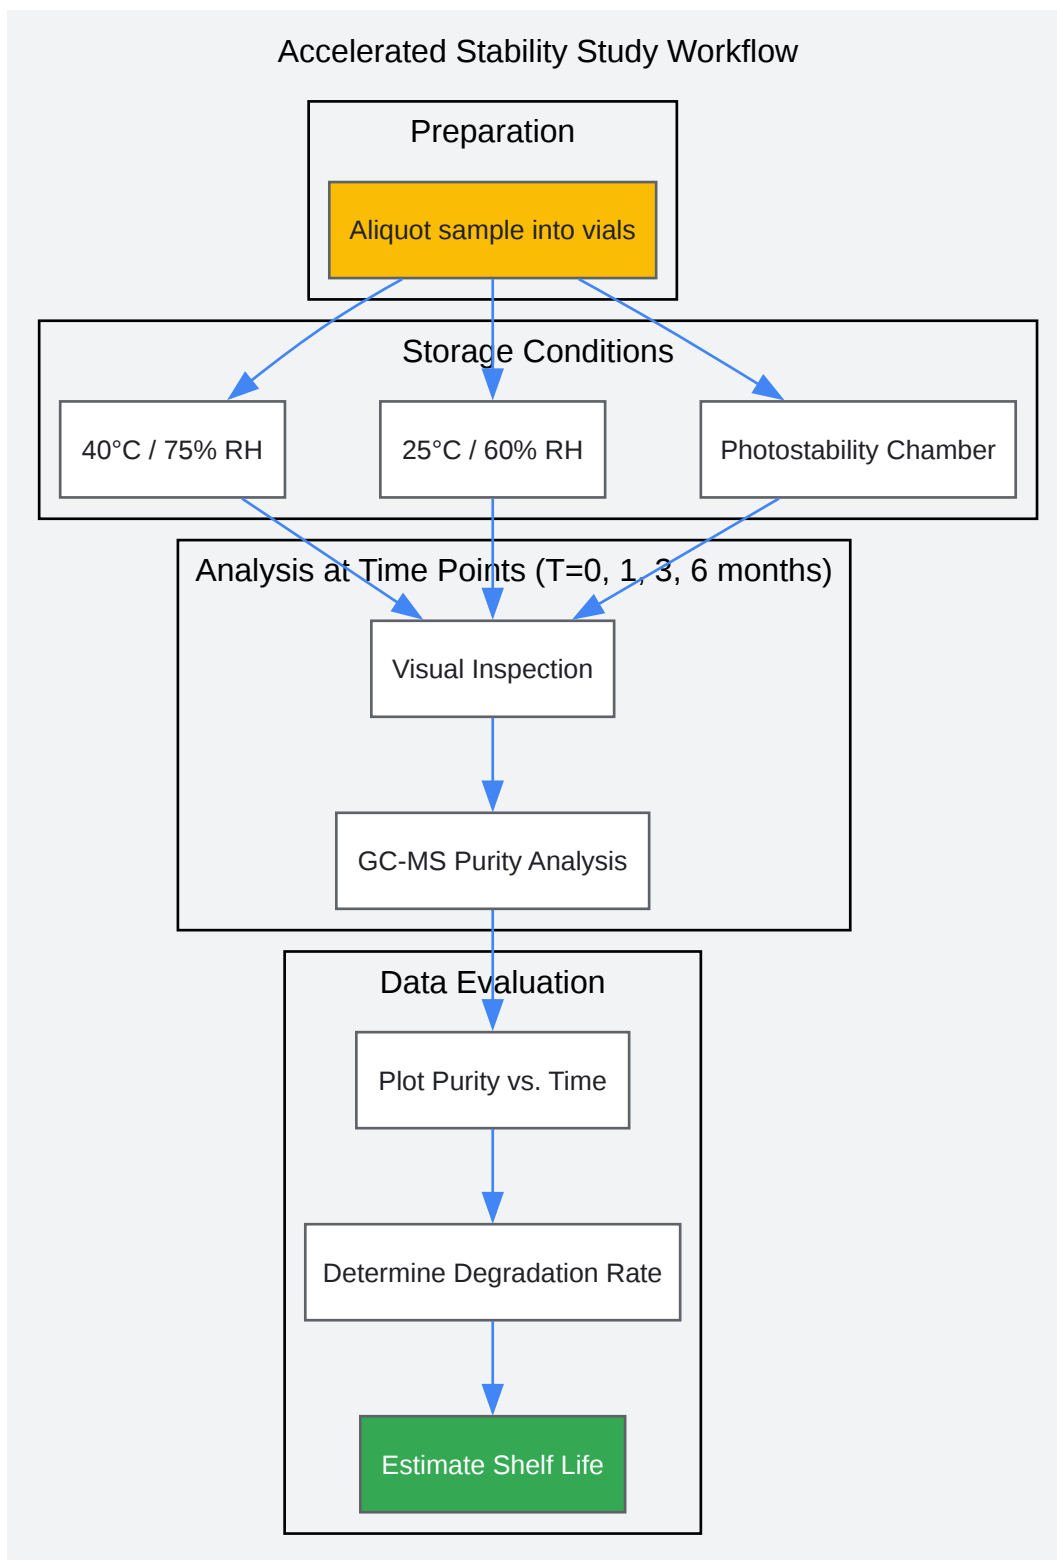 Accelerated Stability Study Workflow
Preparation
Aliquot sample into vials
Storage Conditions
40°C / 75% RH
25°C / 60% RH
Photostability Chamber
Analysis at Time Points (T=0, 1, 3, 6 months)
Visual Inspection
GC-MS Purity Analysis
Data Evaluation
Plot Purity vs. Time
Determine Degradation Rate
Estimate Shelf Life